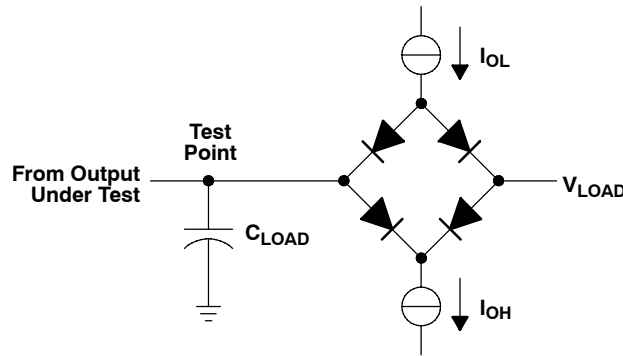 I_OL
Test
Point
From Output
Under Test
V_LOAD
C_LOAD
I_OH